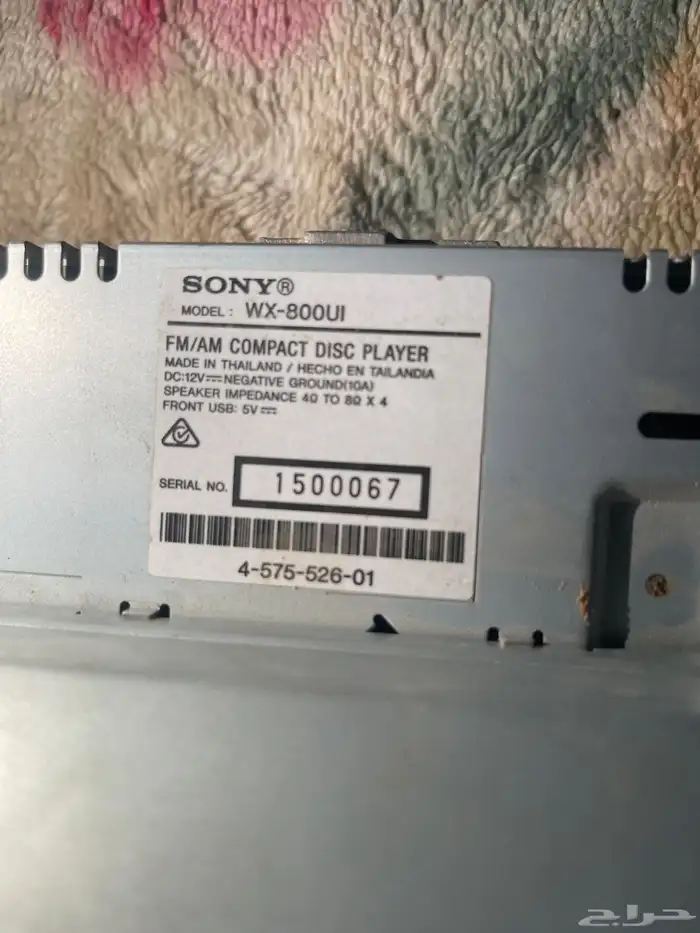 SONY®
MODEL : WX-800UI
FM/AM COMPACT DISC PLAYER
MADE IN THAILAND / HECHO EN TAILANDIA
DC:12V⎓NEGATIVE GROUND(10A)
SPEAKER IMPEDANCE 4Ω TO 8Ω X 4
FRONT USB: 5V⎓
SERIAL NO. 1500067
4-575-526-01
حراج